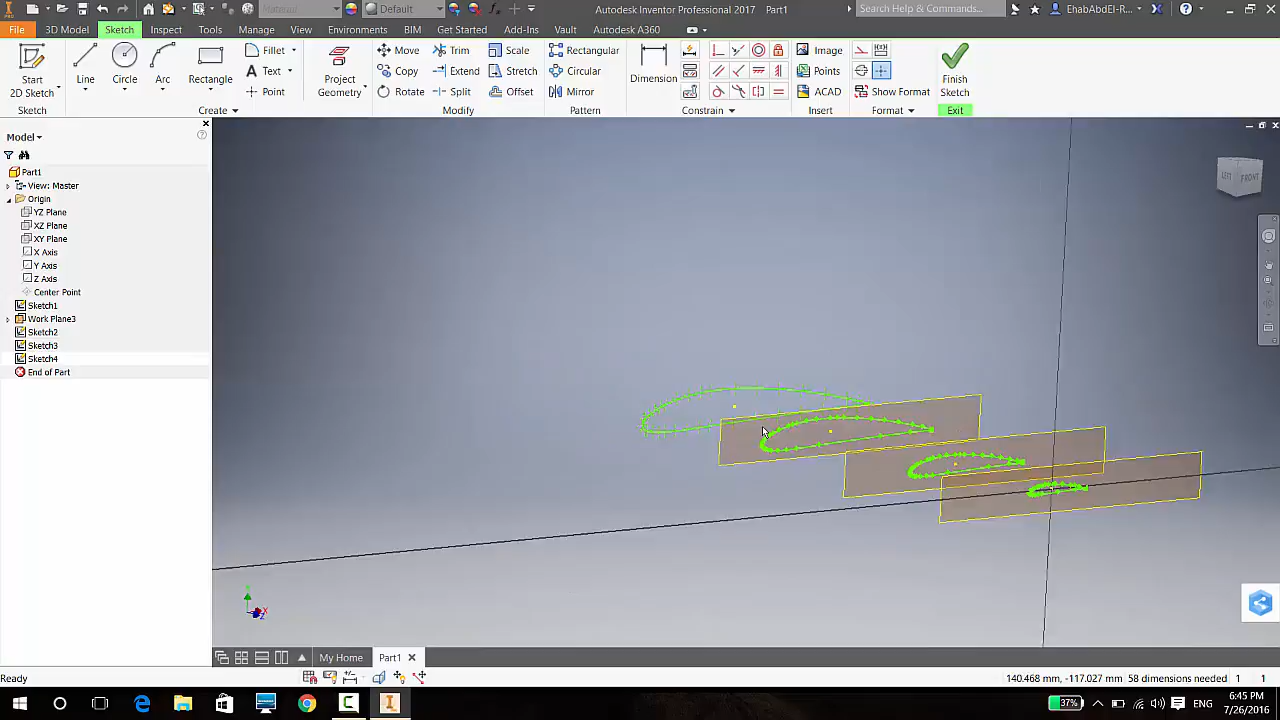 Material
Default
Autodesk Inventor Professional 2017 Part1
Search Help & Commands...
EhabAbdEl-R...
File
3D Model
Sketch
Inspect
Tools
Manage
View
Environments
BIM
Get Started
Add-Ins
Vault
Autodesk A360
PRO
Start
2D Sketch
Line
Circle
Arc
Rectangle
Fillet
Text
Point
Project
Geometry
Move
Copy
Rotate
Trim
Extend
Split
Scale
Stretch
Offset
Rectangular
Circular
Mirror
Dimension
Image
Points
ACAD
Show Format
Finish
Sketch
Sketch
Create
Modify
Pattern
Constrain
Insert
Format
Exit
Model
Part1
View: Master
Origin
YZ Plane
XZ Plane
XY Plane
X Axis
Y Axis
Z Axis
Center Point
Sketch1
Work Plane3
Sketch2
Sketch3
Sketch4
End of Part
LEFT
FRONT
My Home
Part1
Ready
140.468 mm, -117.027 mm
58 dimensions needed
1
1
37%
6:45 PM
7/26/2016